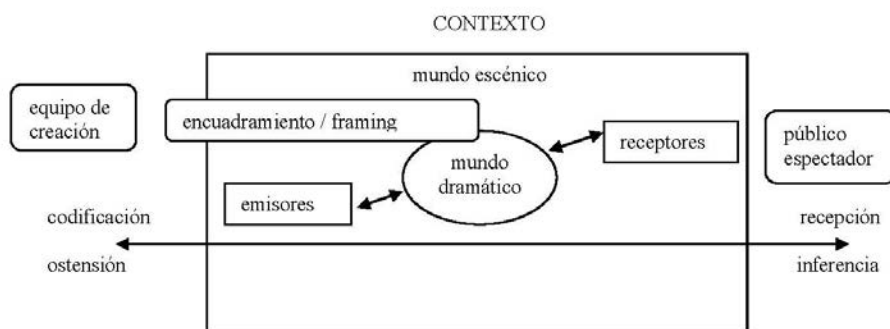 CONTEXTO
mundo escénico
equipo de
creación
encuadramiento / framing
receptores
público
espectador
mundo
dramático
emisores
codificación
recepción
ostensión
inferencia